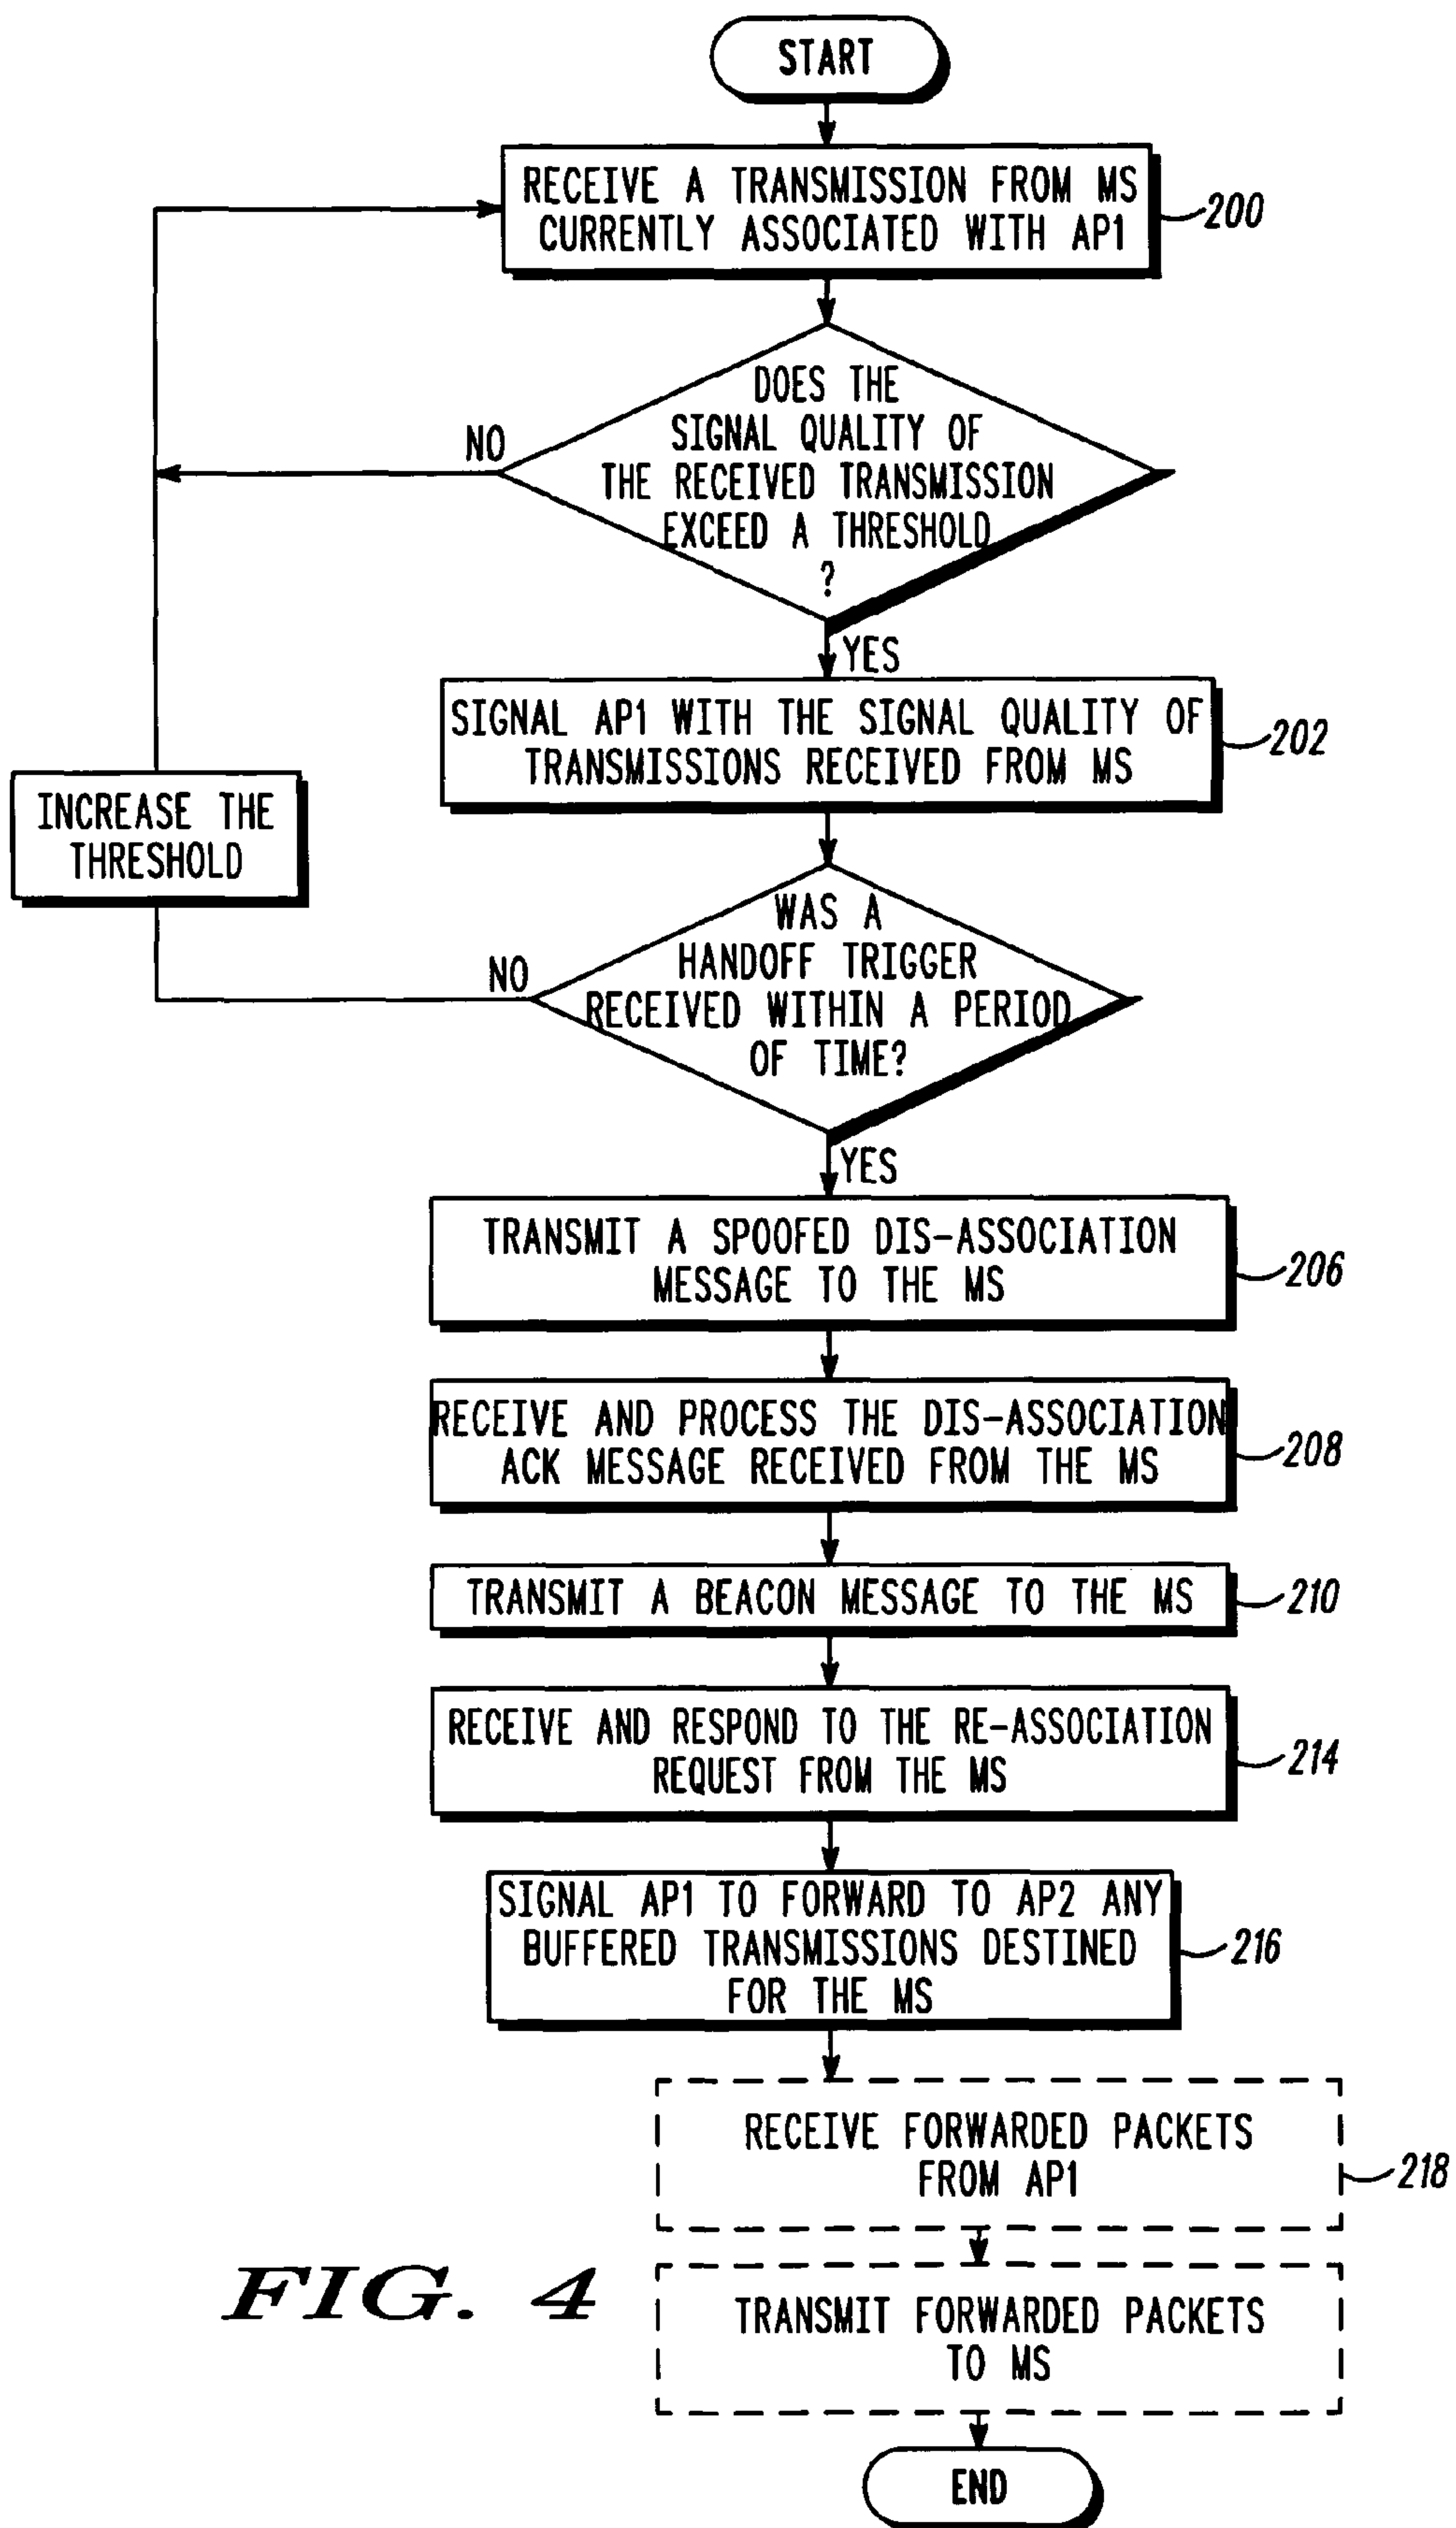 START
RECEIVE A TRANSMISSION FROM MS
CURRENTLY ASSOCIATED WITH AP1
200
DOES THE
SIGNAL QUALITY OF
THE RECEIVED TRANSMISSION
EXCEED A THRESHOLD
?
NO
YES
SIGNAL AP1 WITH THE SIGNAL QUALITY OF
TRANSMISSIONS RECEIVED FROM MS
202
INCREASE THE
THRESHOLD
WAS A
HANDOFF TRIGGER
RECEIVED WITHIN A PERIOD
OF TIME?
NO
YES
TRANSMIT A SPOOFED DIS-ASSOCIATION
MESSAGE TO THE MS
206
RECEIVE AND PROCESS THE DIS-ASSOCIATION
ACK MESSAGE RECEIVED FROM THE MS
208
TRANSMIT A BEACON MESSAGE TO THE MS
210
RECEIVE AND RESPOND TO THE RE-ASSOCIATION
REQUEST FROM THE MS
214
SIGNAL AP1 TO FORWARD TO AP2 ANY
BUFFERED TRANSMISSIONS DESTINED
FOR THE MS
216
RECEIVE FORWARDED PACKETS
FROM AP1
218
TRANSMIT FORWARDED PACKETS
TO MS
END
FIG. 4